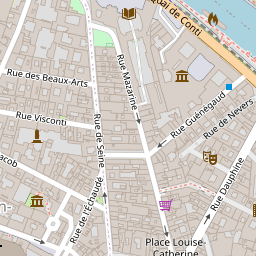 Quai de Conti
Rue Mazarine
Rue des Beaux-Arts
Rue Guénégaud
Rue de Nevers
Rue Visconti
Rue de Seine
Jacob
Rue Dauphine
Rue de l'Échaudé
n-
Place Louise-
Catherine